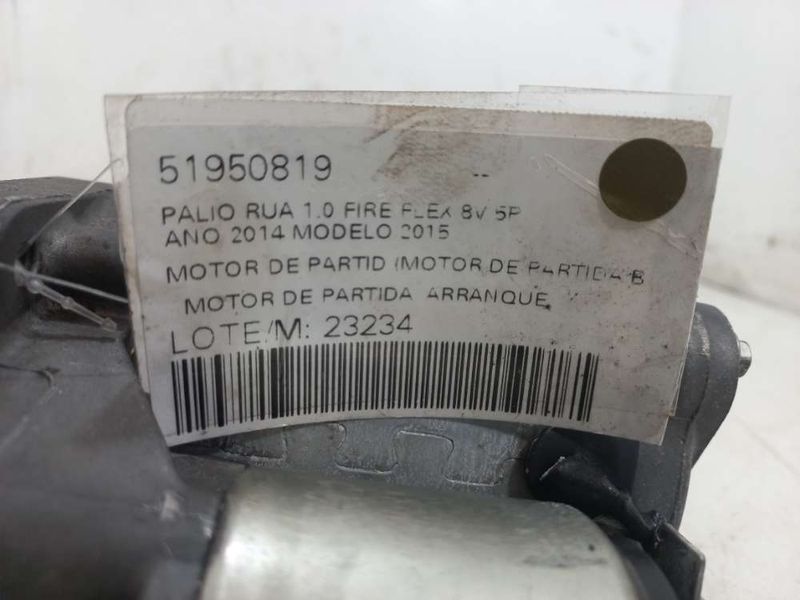 51950819 --
PALIO RUA 1.0 FIRE FLEX 8V 5P
ANO 2014 MODELO 2015
MOTOR DE PARTID (MOTOR DE PARTIDA B
MOTOR DE PARTIDA ARRANQUE
LOTE/M: 23234